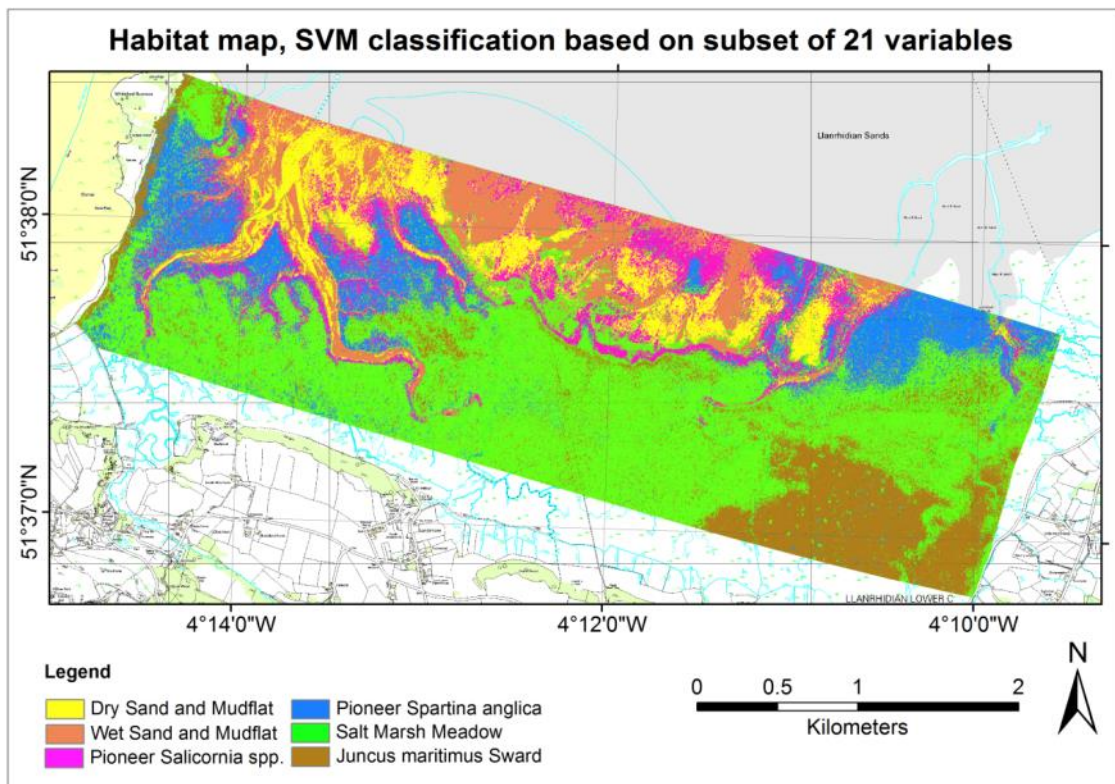 Habitat map, SVM classification based on subset of 21 variables
Llanrhidian Sands
51°38'0"N
51°37'0"N
LLANRHIDIAN LOWER C
4°14'0"W
4°12'0"W
4°10'0"W
Legend
Dry Sand and Mudflat
Wet Sand and Mudflat
Pioneer Salicornia spp.
Pioneer Spartina anglica
Salt Marsh Meadow
Juncus maritimus Sward
0 0.5 1 2
Kilometers
N